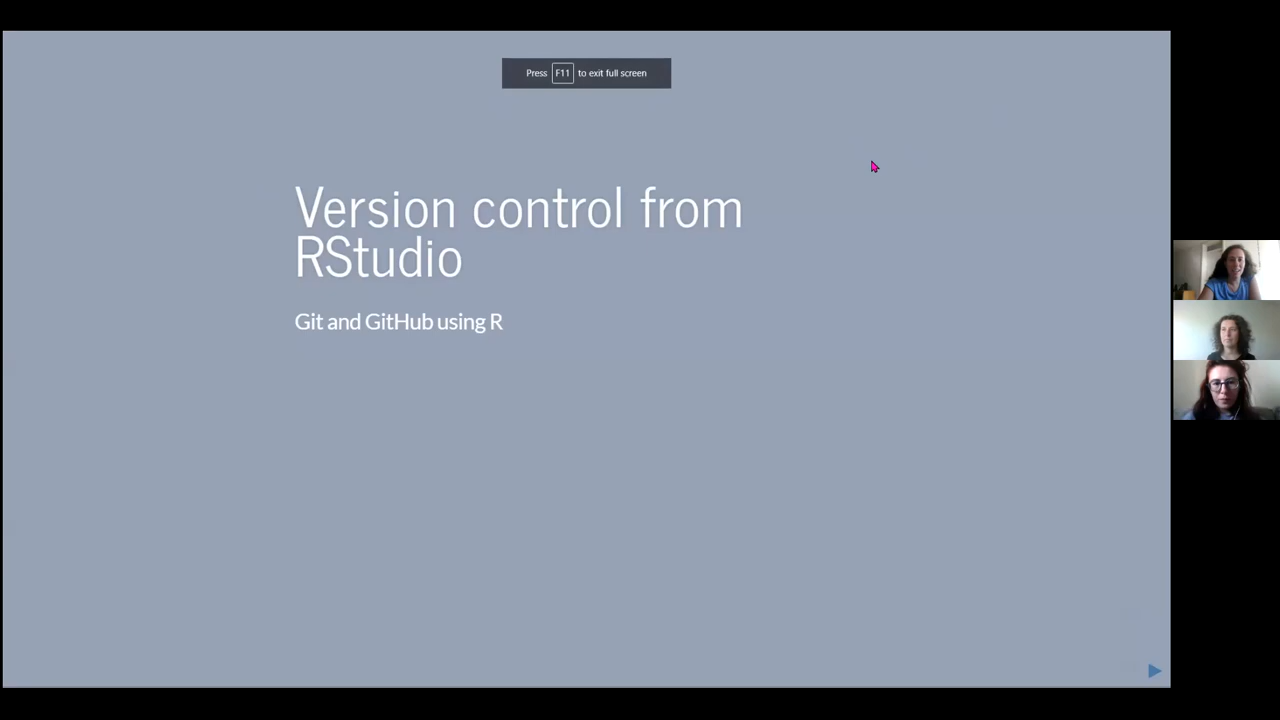 Press F11 to exit full screen
Version control from
RStudio
Git and GitHub using R